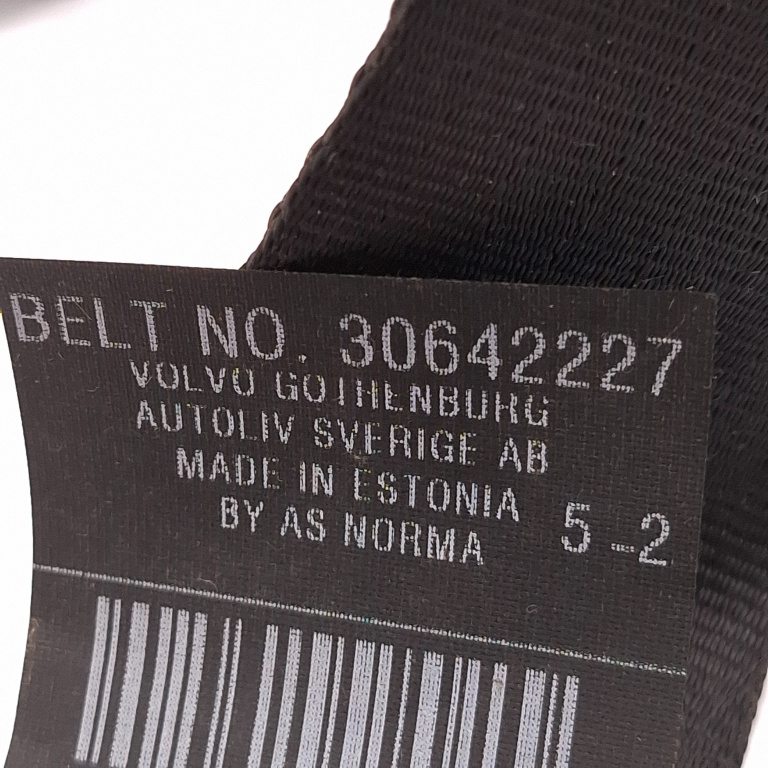 BELT NO. 30642227
VOLVO GOTHENBURG
AUTOLIV SVERIGE AB
MADE IN ESTONIA
BY AS NORMA 5-2